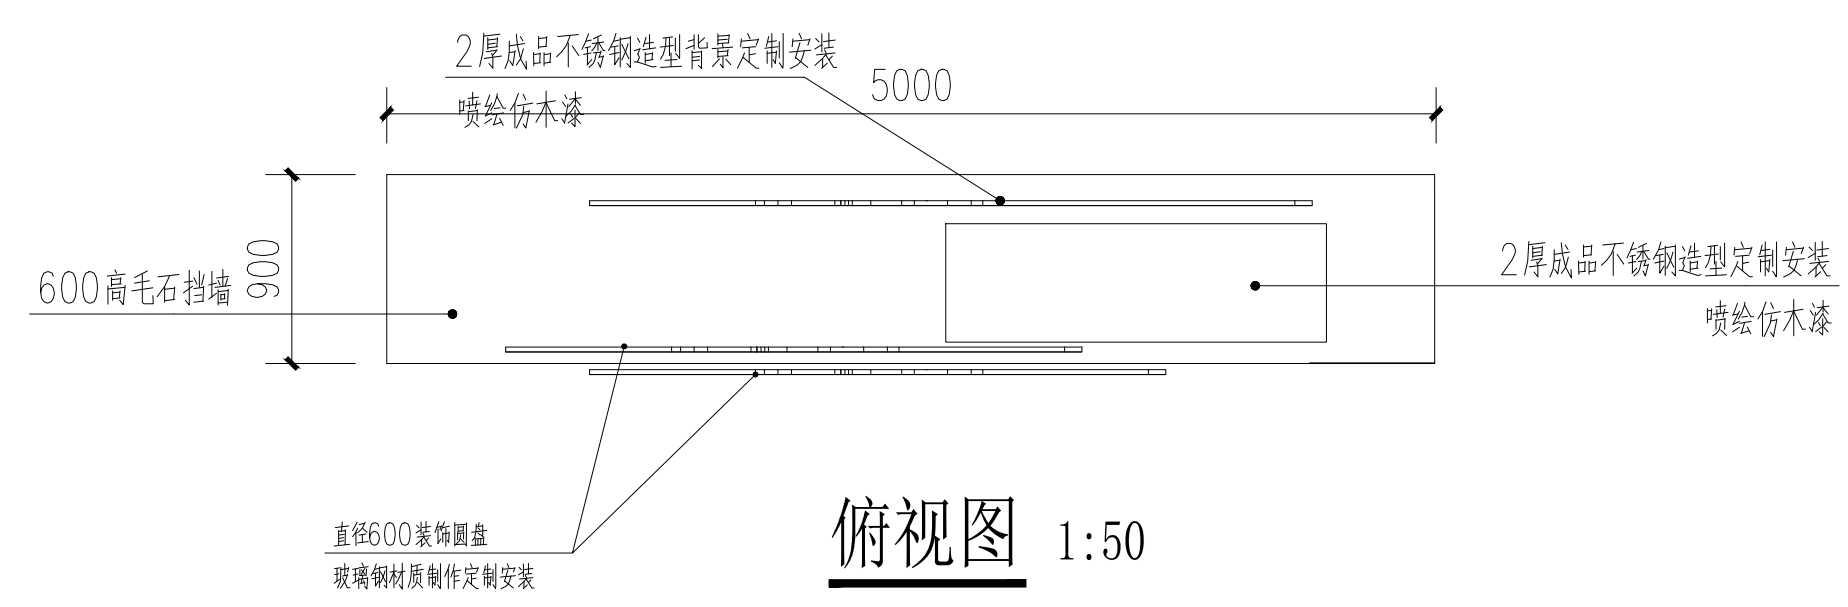 2厚成品不锈钢造型背景定制安装
喷绘仿木漆
5000
900
600高毛石挡墙
2厚成品不锈钢造型定制安装
喷绘仿木漆
直径600装饰圆盘
玻璃钢材质制作定制安装
俯视图 1:50